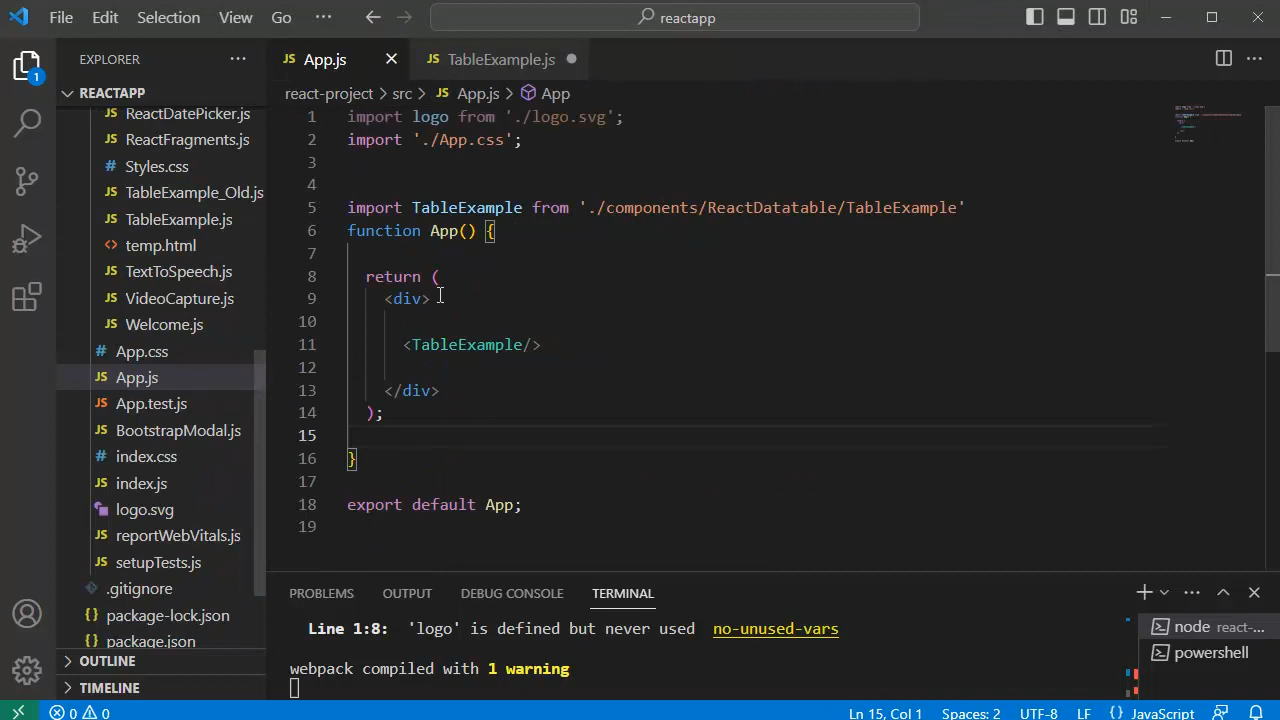 File Edit Selection View Go ··· reactapp
EXPLORER ···
1
REACTAPP
ReactDatePicker.js
ReactFragments.js
Styles.css
TableExample_Old.js
TableExample.js
temp.html
TextToSpeech.js
VideoCapture.js
Welcome.js
App.css
App.js
App.test.js
BootstrapModal.js
index.css
index.js
logo.svg
reportWebVitals.js
setupTests.js
.gitignore
package-lock.json
package.json
OUTLINE
TIMELINE
JS App.js JS TableExample.js
react-project > src > JS App.js > App
1 import logo from './logo.svg';
2 import './App.css';
3
4
5 import TableExample from './components/ReactDatatable/TableExample'
6 function App() {
7
8 return (
9 <div>
10
11 <TableExample/>
12
13 </div>
14 );
15
16 }
17
18 export default App;
19
PROBLEMS OUTPUT DEBUG CONSOLE TERMINAL
Line 1:8: 'logo' is defined but never used no-unused-vars
webpack compiled with 1 warning
node react-...
powershell
0 0 Ln 15, Col 1 Spaces: 2 UTF-8 LF {} JavaScript